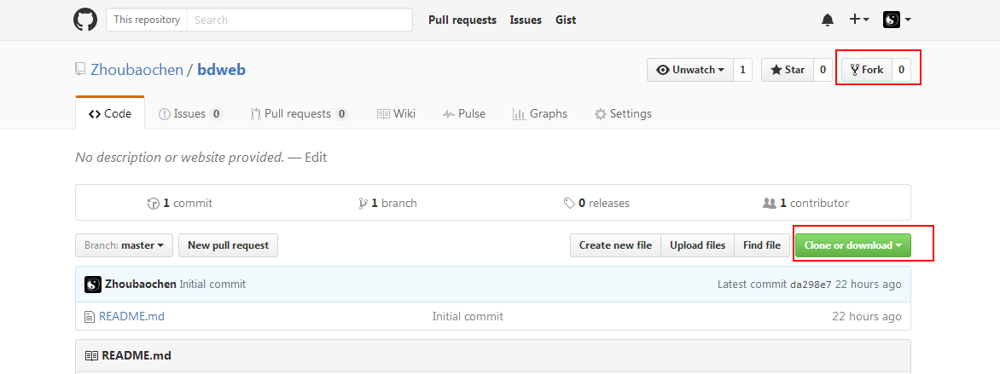 This repository Search Pull requests Issues Gist
Zhoubaochen / bdweb Unwatch 1 Star 0 Fork 0
Code Issues 0 Pull requests 0 Wiki Pulse Graphs Settings
No description or website provided. — Edit
1 commit 1 branch 0 releases 1 contributor
Branch: master New pull request Create new file Upload files Find file Clone or download
Zhoubaochen Initial commit Latest commit da298e7 22 hours ago
README.md Initial commit 22 hours ago
README.md